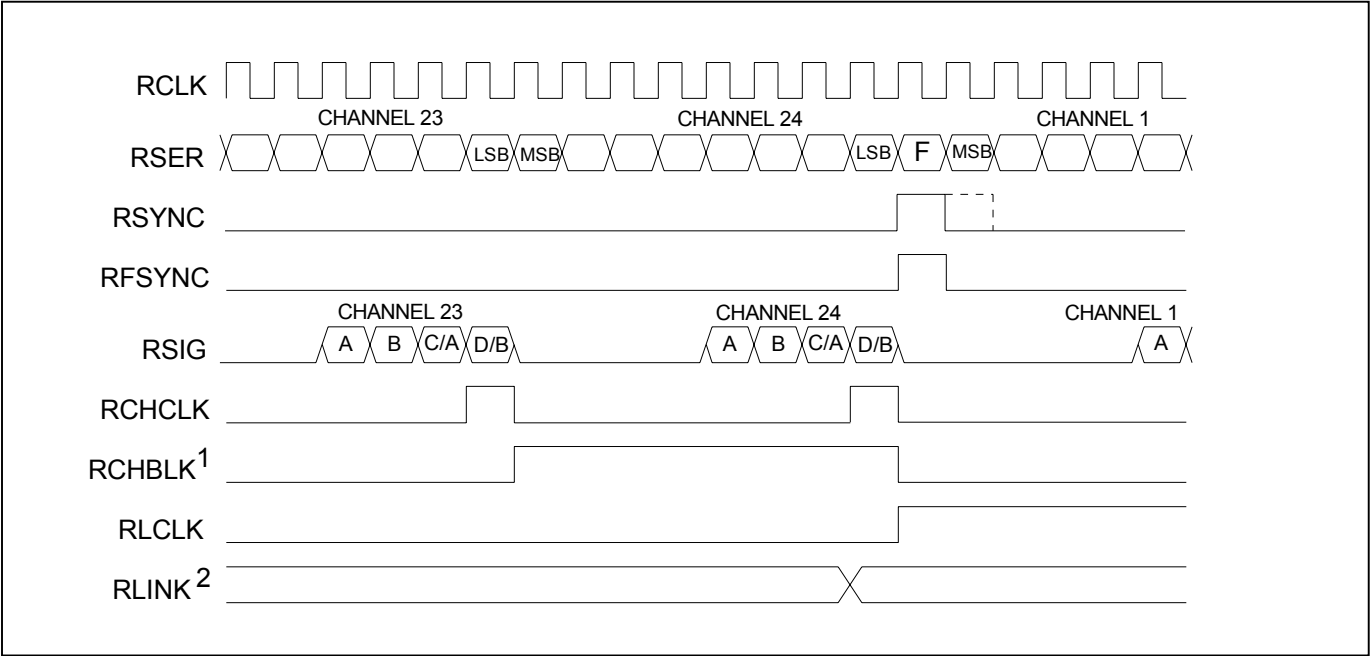 RCLK
CHANNEL 23 CHANNEL 24 CHANNEL 1
RSER LSB MSB LSB F MSB
RSYNC
RFSYNC
CHANNEL 23 CHANNEL 24 CHANNEL 1
RSIG A B C/A D/B A B C/A D/B A
RCHCLK
RCHBLK1
RLCLK
RLINK2